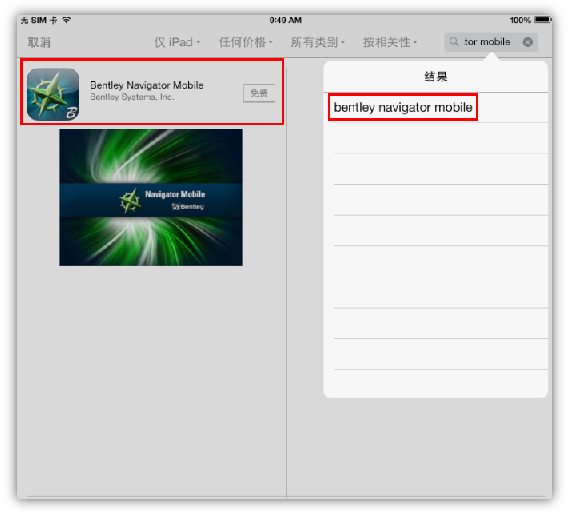 无 SIM 卡
9:49 AM
100%
取消
仅 iPad
任何价格
所有类别
按相关性
tor mobile
Bentley Navigator Mobile
Bentley Systems, Inc.
免费
B
Navigator Mobile
Bentley
结果
bentley navigator mobile